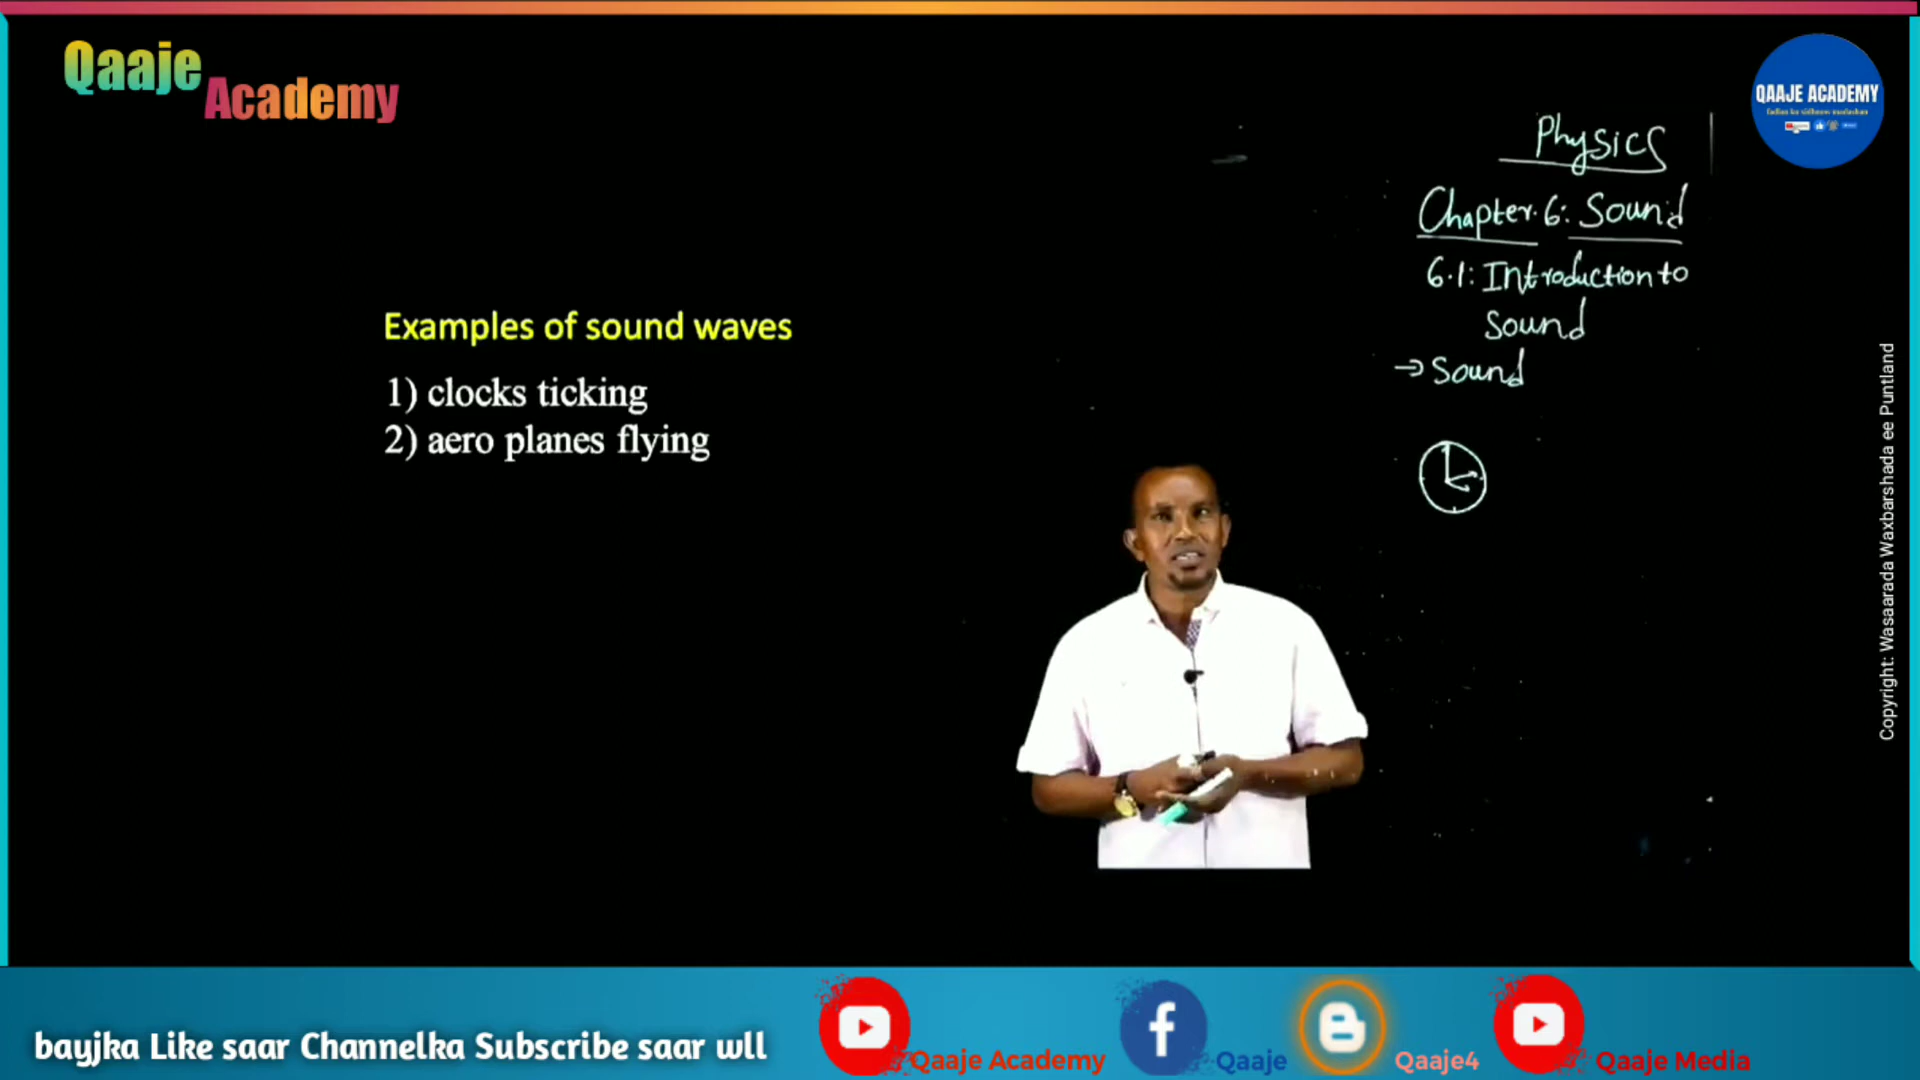 Qaaje
Academy
QAAJE ACADEMY
Physics
Chapter.6: Sound
6.1: Introduction to
Sound
→ Sound
Examples of sound waves
1) clocks ticking
2) aero planes flying
Copyright: Wasaarada Waxbarshada ee Puntland
bayjka Like saar Channelka Subscribe saar wll
Qaaje Academy
Qaaje
Qaaje4
Qaaje Media